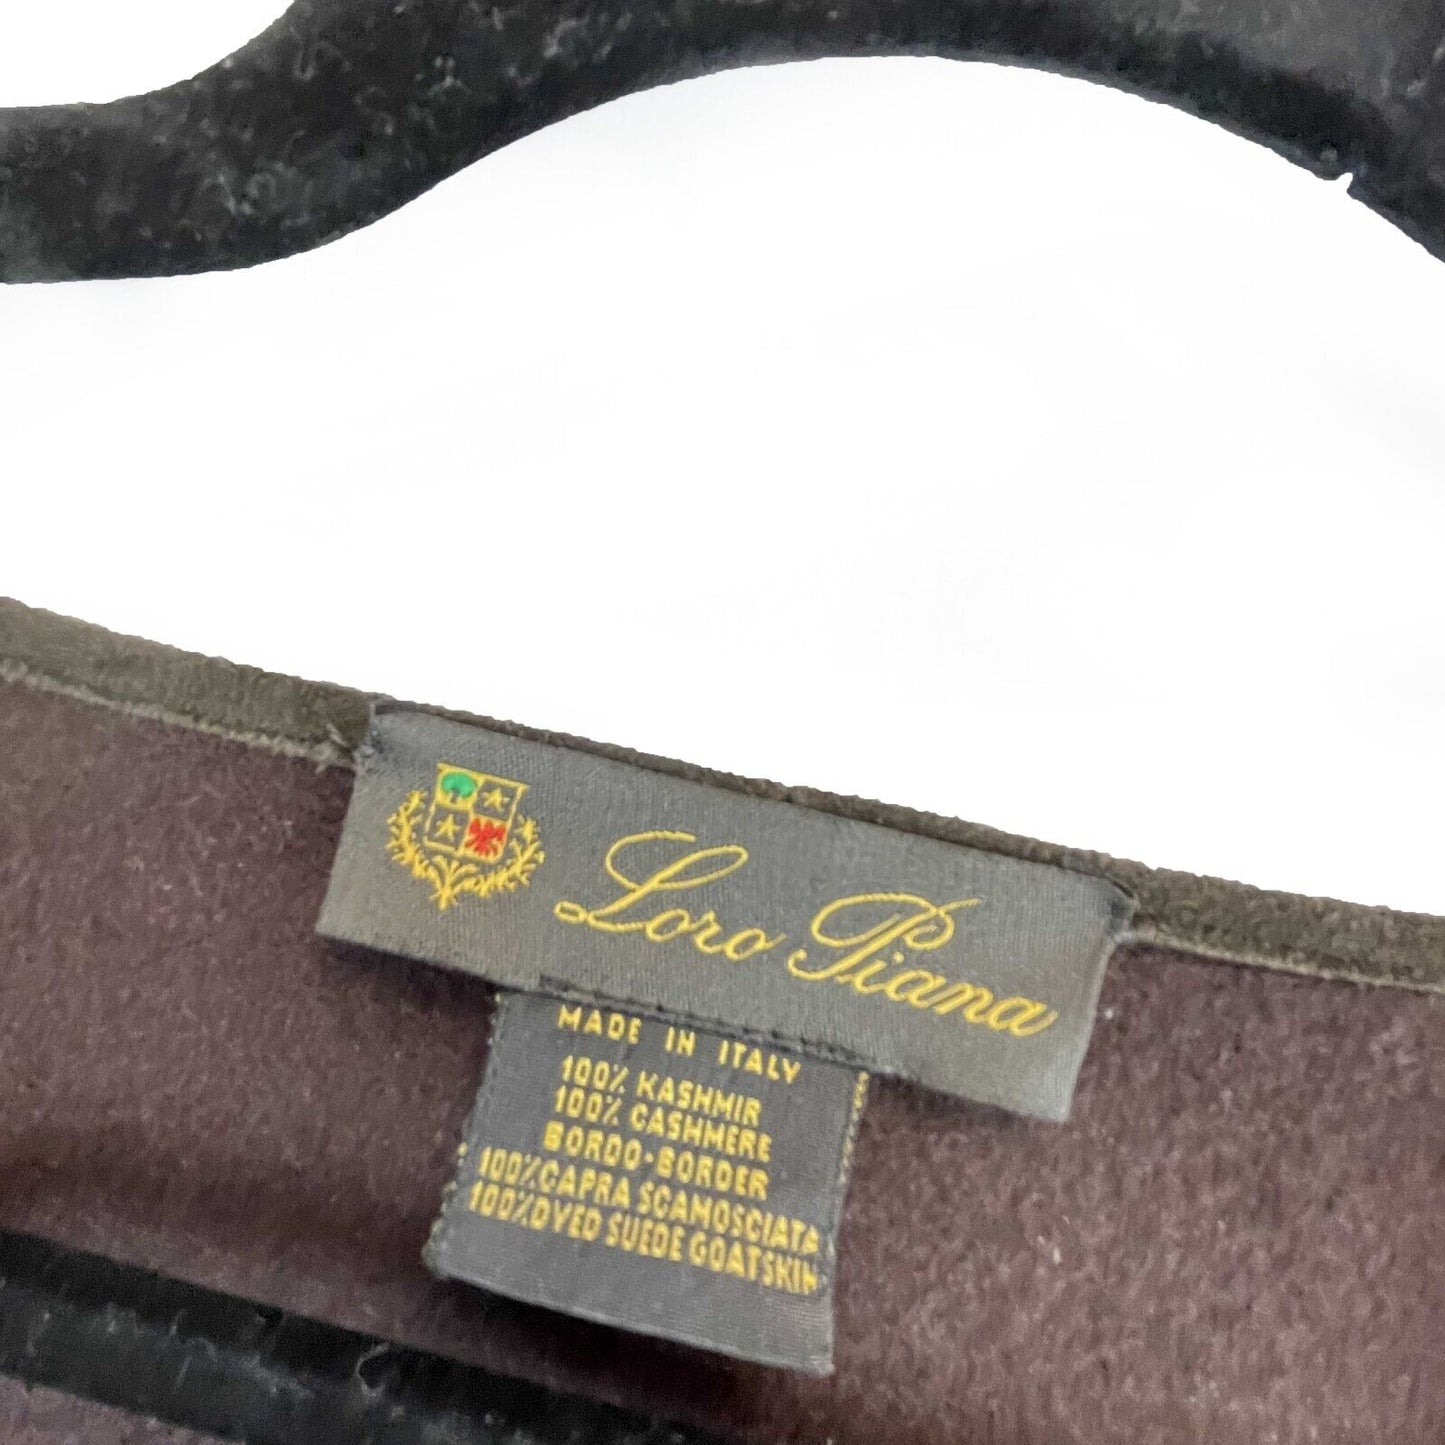 Loro Piana
MADE IN ITALY
100% KASHMIR
100% CASHMERE
BORDO-BORDER
100% CAPRA SCAMOSCIATA
100% DYED SUEDE GOATSKIN